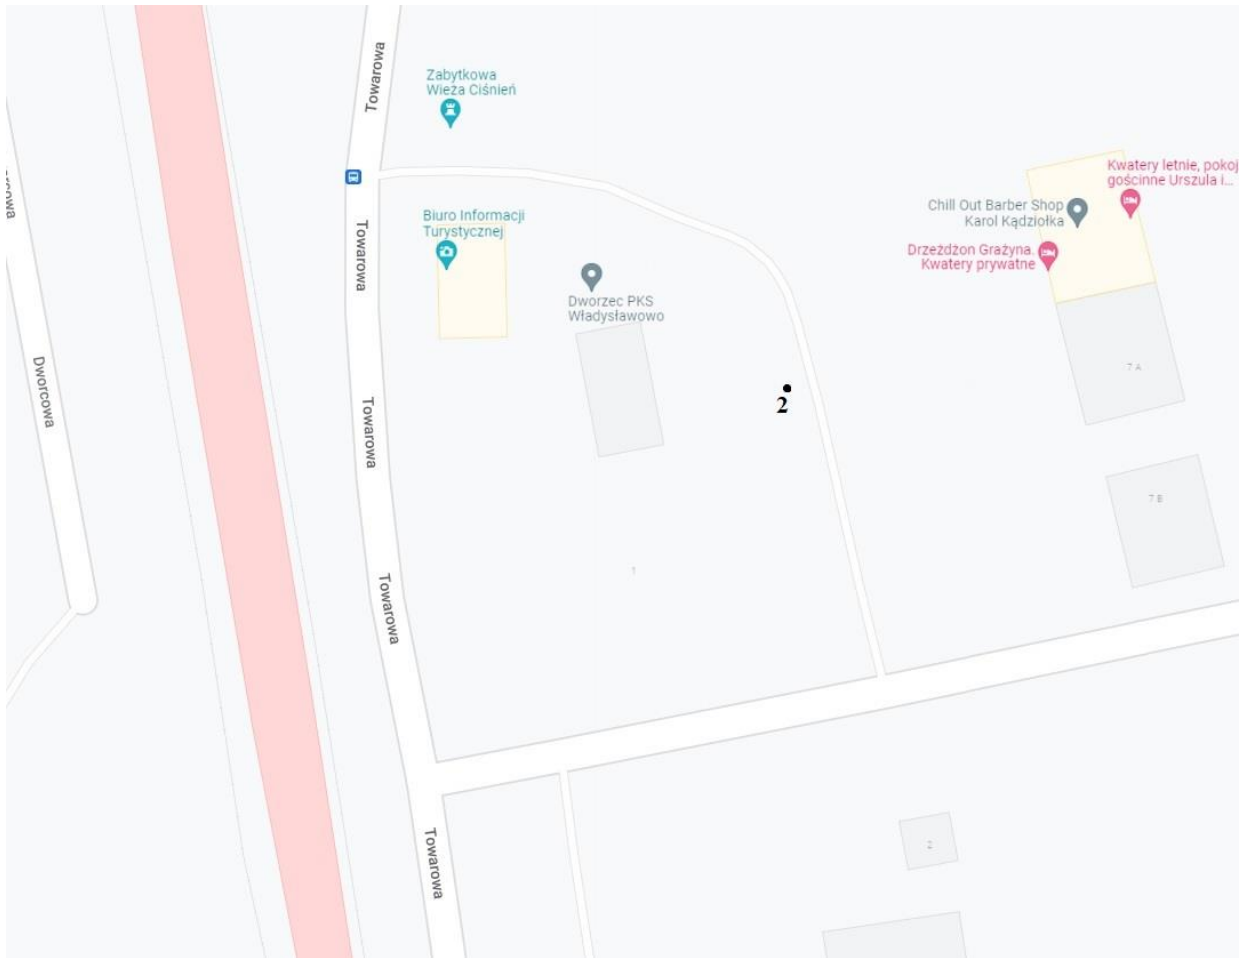 Towarowa
Zabytkowa
Wieża Ciśnień
Kwatery letnie, pokoj
gościnne Urszula i...
Chill Out Barber Shop
Karol Kądziołka
Biuro Informacji
Turystycznej
Towarowa
Drzeżdżon Grażyna.
Kwatery prywatne
Dworzec PKS
Władysławowo
7 A
Dworcowa
2
Towarowa
7 B
1
Towarowa
2
Towarowa